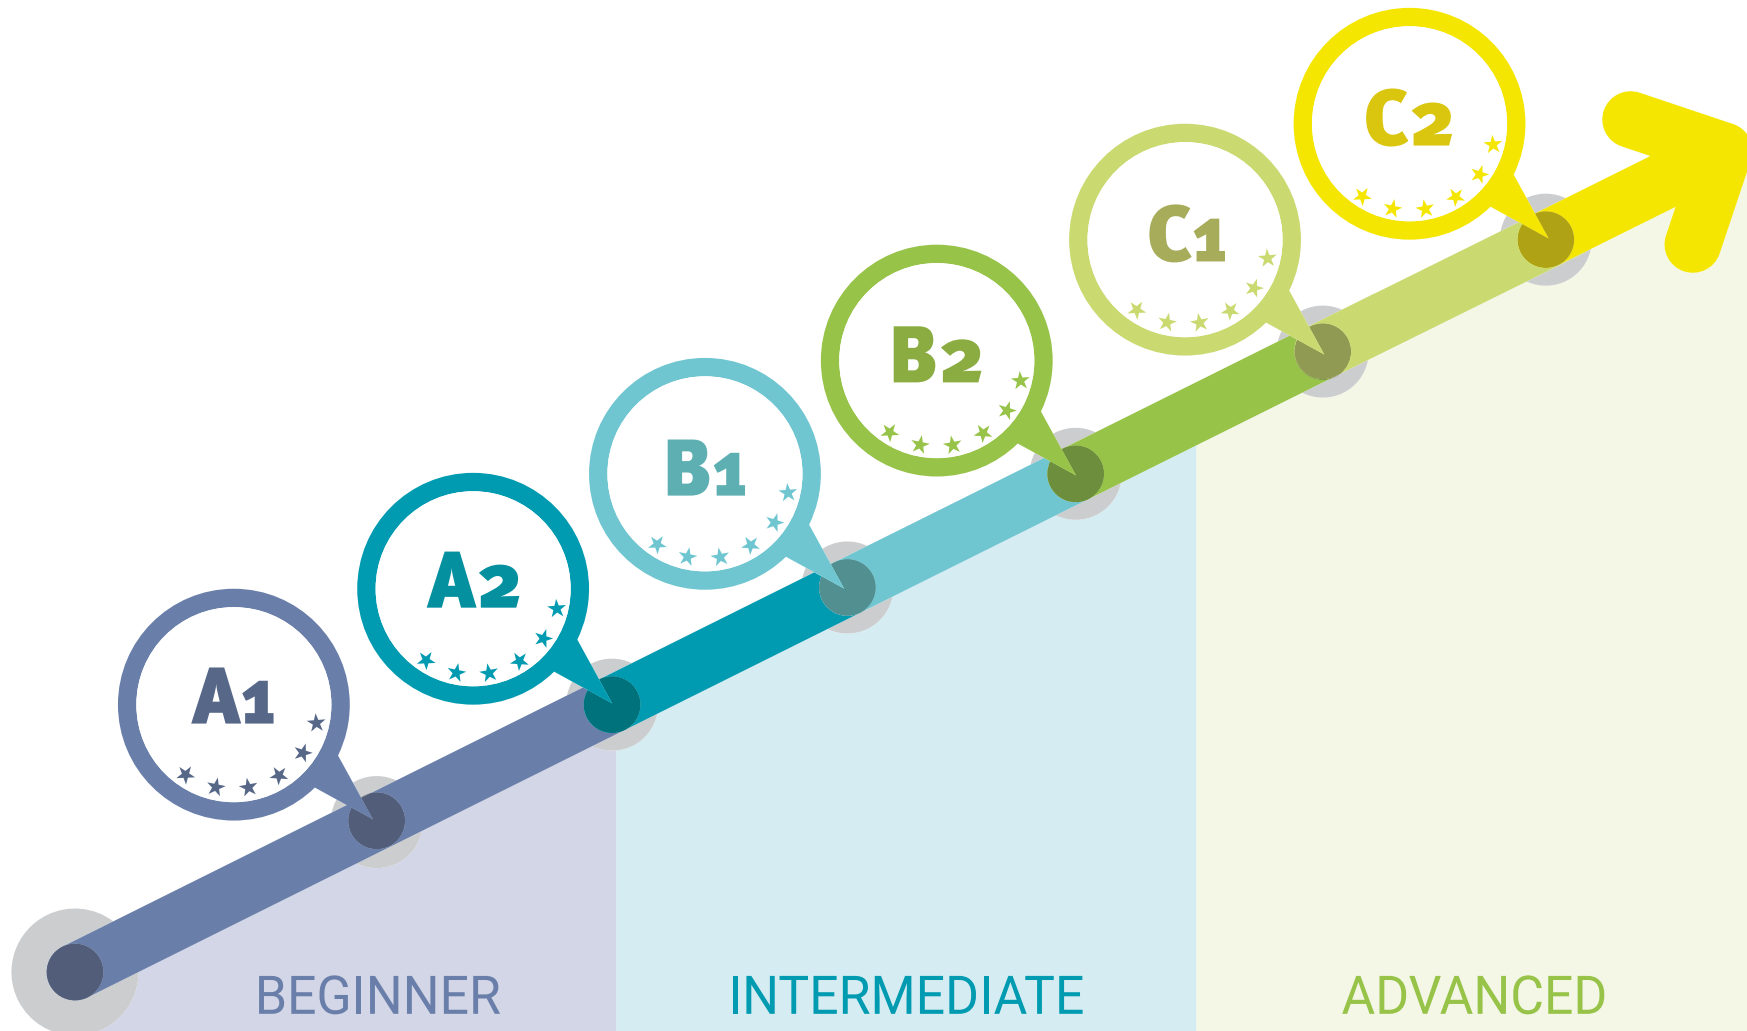 C2
C1
B2
B1
A2
A1
BEGINNER
INTERMEDIATE
ADVANCED